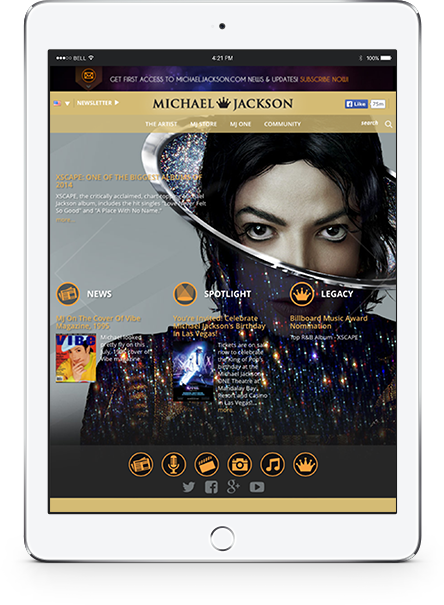 BELL
4:21 PM
100%
GET FIRST ACCESS TO MICHAELJACKSON.COM NEWS & UPDATES! SUBSCRIBE NOW!
NEWSLETTER
MICHAEL JACKSON
Like 75m
THE ARTIST MJ STORE MJ ONE COMMUNITY
search
XSCAPE: ONE OF THE BIGGEST ALBUMS OF
2014
XSCAPE, the critically acclaimed, chart topping
Jackson album, includes the hit singles "Love Never Felt
So Good" and "A Place With No Name."
more
NEWS
SPOTLIGHT
LEGACY
MJ On The Cover Of Vibe
Magazine, 1995
VIBE
Michael looked
pretty fly on this
July, 1995 cover of
Vibe magazine.
You're Invited: Celebrate
Michael Jackson's Birthday
in Las Vegas!
Tickets are on sale
now to celebrate
the King of Pop's
birthday at the
Michael Jackson
ONE Theatre at
Mandalay Bay
Resort and Casino
in Las Vegas!...
more
Billboard Music Award
Nomination
Top R&B Album - XSCAPE